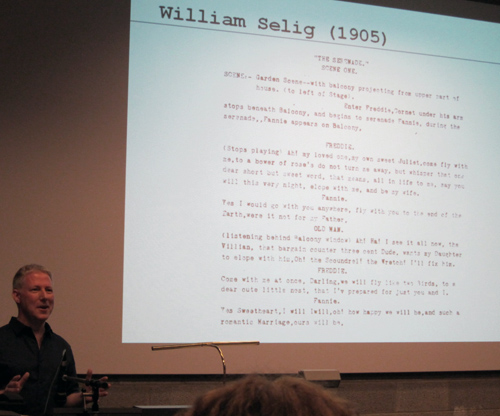 William Selig (1905)
"THE SERENADE."
SCENE ONE.
SCENE:- Garden Scene--with balcony projecting from upper part of
house. (to left of Stage).
Enter Freddie, Cornet under his arm
stops beneath Balcony, and begins to serenade Fannie, during the
serenade,,Fannie appears on Balcony,
FREDDIE.
(Stops playing) Ah! my loved one,my own sweet Juliet,come fly with
me,to a bower of rose's do not turn me away, but whisper that one
dear short but sweet word, that means, all in life to me, say you
will this very night, elope with me, and be my wife.
Fannie.
Yes I would go with you anywhere, fly with you to the end of the
Earth,were it not for my Father,
OLD MAN.
(listening behind Balcony window) Ah! Ha! I see it all now, the
Villian, that bargain counter three cent Dude, wants my Daughter
to elope with him,Oh! the Scoundrel! the Wretch! I'll fix him.
FREDDIE.
Come with me at once, Darling,we will fly like two Birds, to a
dear cute little nest, that I'm prepared for just you and I.
Fannie.
Yes Sweetheart,I will Iwill,oh! how happy we will be,and such a
romantic Marriage,ours will be.